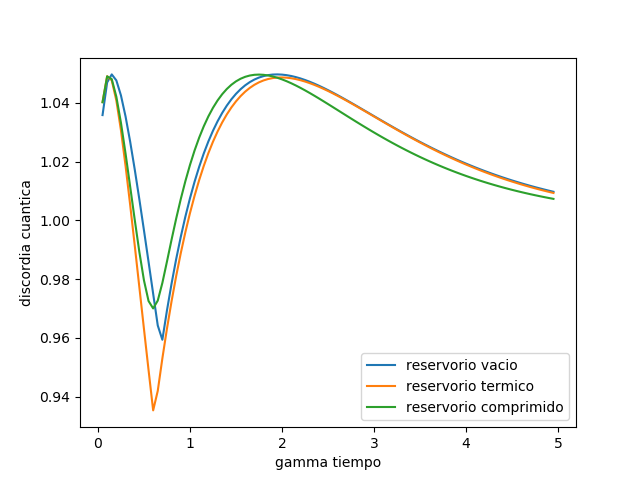 discordia cuantica
1.04
1.02
1.00
0.98
0.96
0.94
reservorio vacio
reservorio termico
reservorio comprimido
0 1 2 3 4 5
gamma tiempo